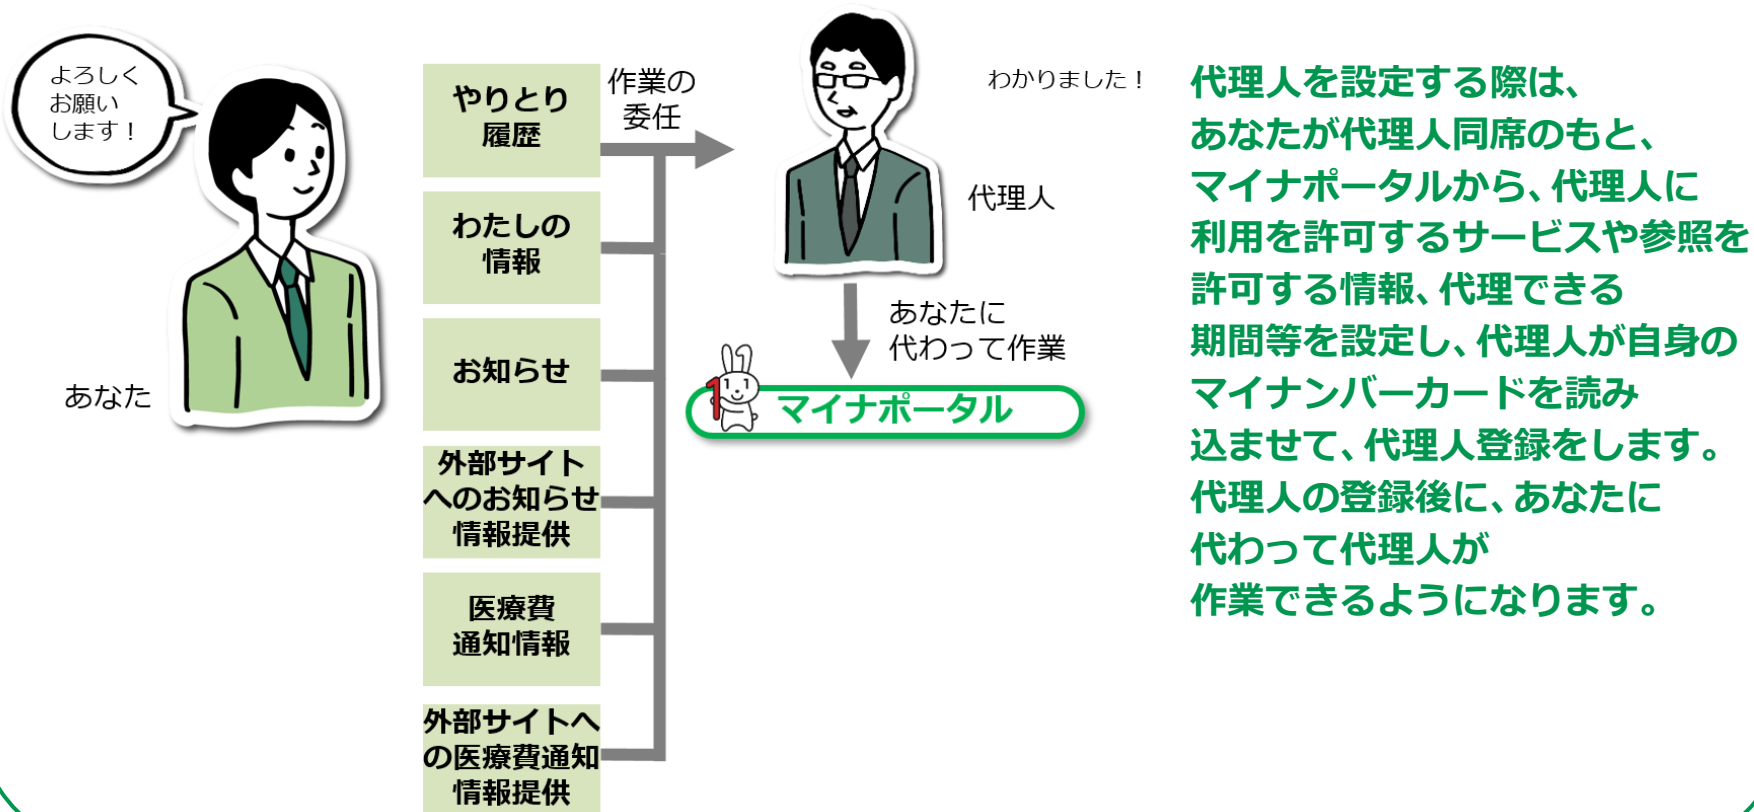 よろしく
お願い
します！
あなた
やりとり
履歴
わたしの
情報
お知らせ
外部サイト
へのお知らせ
情報提供
医療費
通知情報
外部サイトへ
の医療費通知
情報提供
作業の
委任
わかりました！
代理人
あなたに
代わって作業
1
マイナポータル
代理人を設定する際は、
あなたが代理人同席のもと、
マイナポータルから、代理人に
利用を許可するサービスや参照を
許可する情報、代理できる
期間等を設定し、代理人が自身の
マイナンバーカードを読み
込ませて、代理人登録をします。
代理人の登録後に、あなたに
代わって代理人が
作業できるようになります。